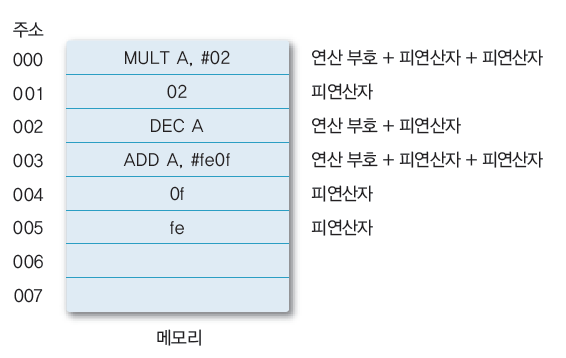 주소
000 MULT A, #02 연산 부호 + 피연산자 + 피연산자
001 02 피연산자
002 DEC A 연산 부호 + 피연산자
003 ADD A, #fe0f 연산 부호 + 피연산자 + 피연산자
004 0f 피연산자
005 fe 피연산자
006
007
메모리